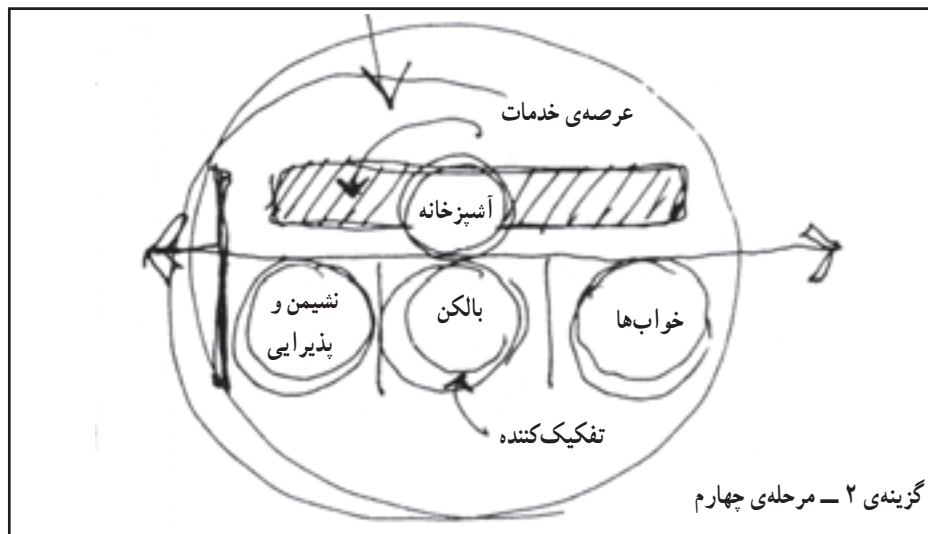 عرصه‌ی خدمات
آشپزخانه
نشیمن و
پذیرایی
بالکن
خواب‌ها
تفکیک‌کننده
گزینه‌ی ۲ ــ مرحله‌ی چهارم